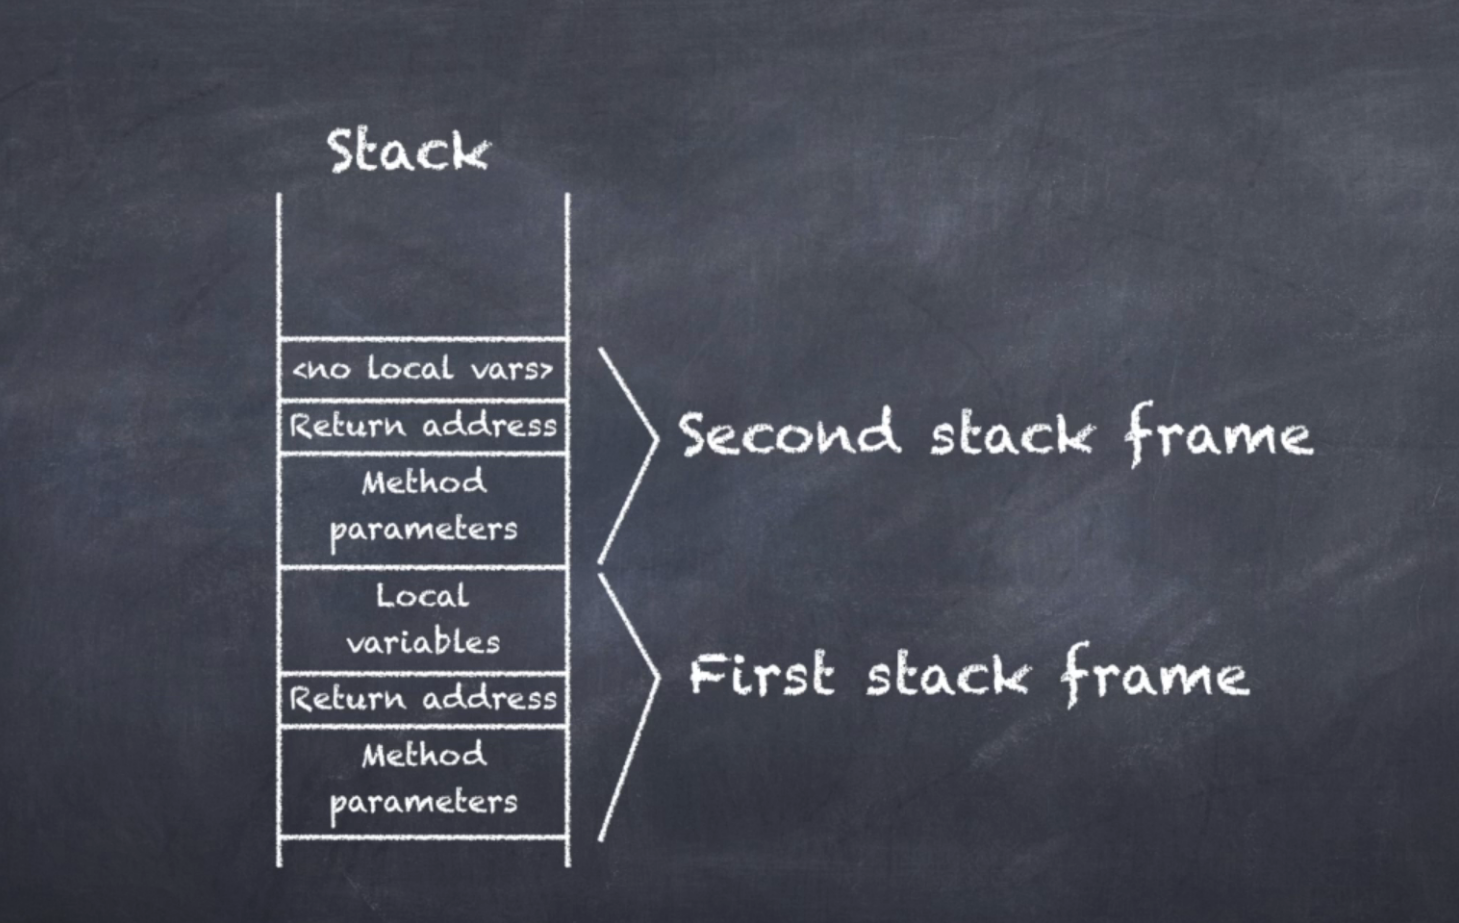 Stack
<no local vars>
Return address
Method
parameters
Second stack frame
Local
variables
Return address
Method
parameters
First stack frame